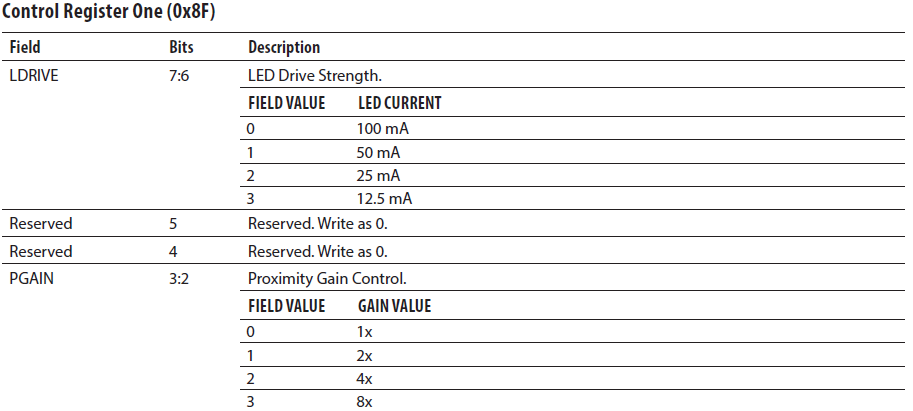 Control Register One (0x8F)
Field Bits Description
LDRIVE 7:6 LED Drive Strength.
FIELD VALUE LED CURRENT
0 100 mA
1 50 mA
2 25 mA
3 12.5 mA
Reserved 5 Reserved. Write as 0.
Reserved 4 Reserved. Write as 0.
PGAIN 3:2 Proximity Gain Control.
FIELD VALUE GAIN VALUE
0 1x
1 2x
2 4x
3 8x